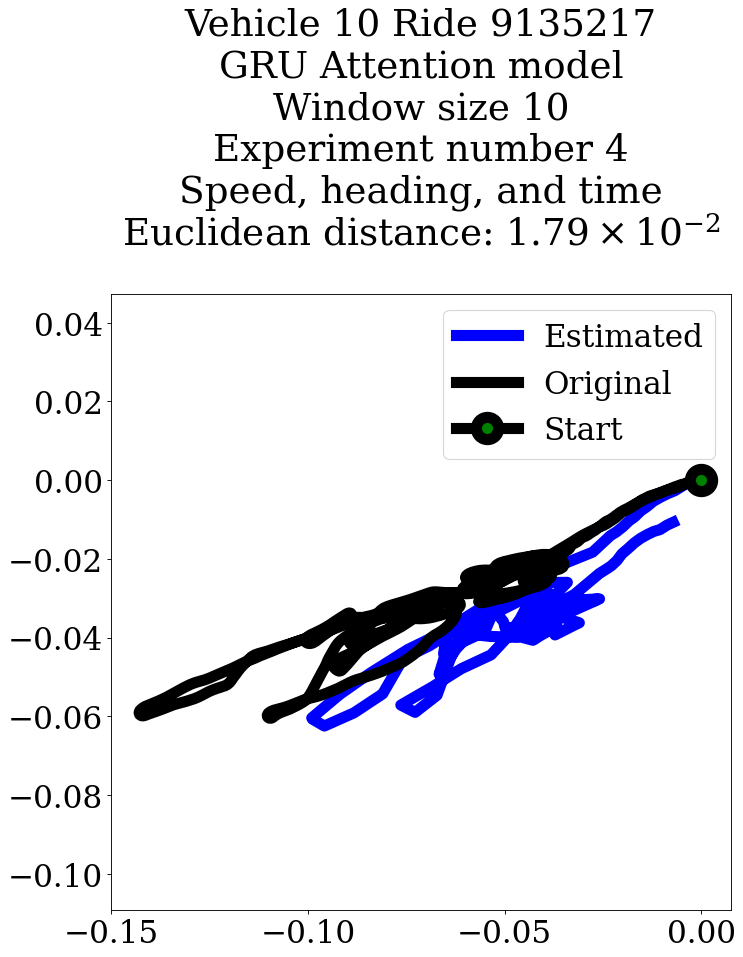 Vehicle 10 Ride 9135217
GRU Attention model
Window size 10
Experiment number 4
Speed, heading, and time
Euclidean distance: 1.79 × 10⁻²
Estimated
Original
Start
0.04
0.02
0.00
−0.02
−0.04
−0.06
−0.08
−0.10
−0.15
−0.10
−0.05
0.00